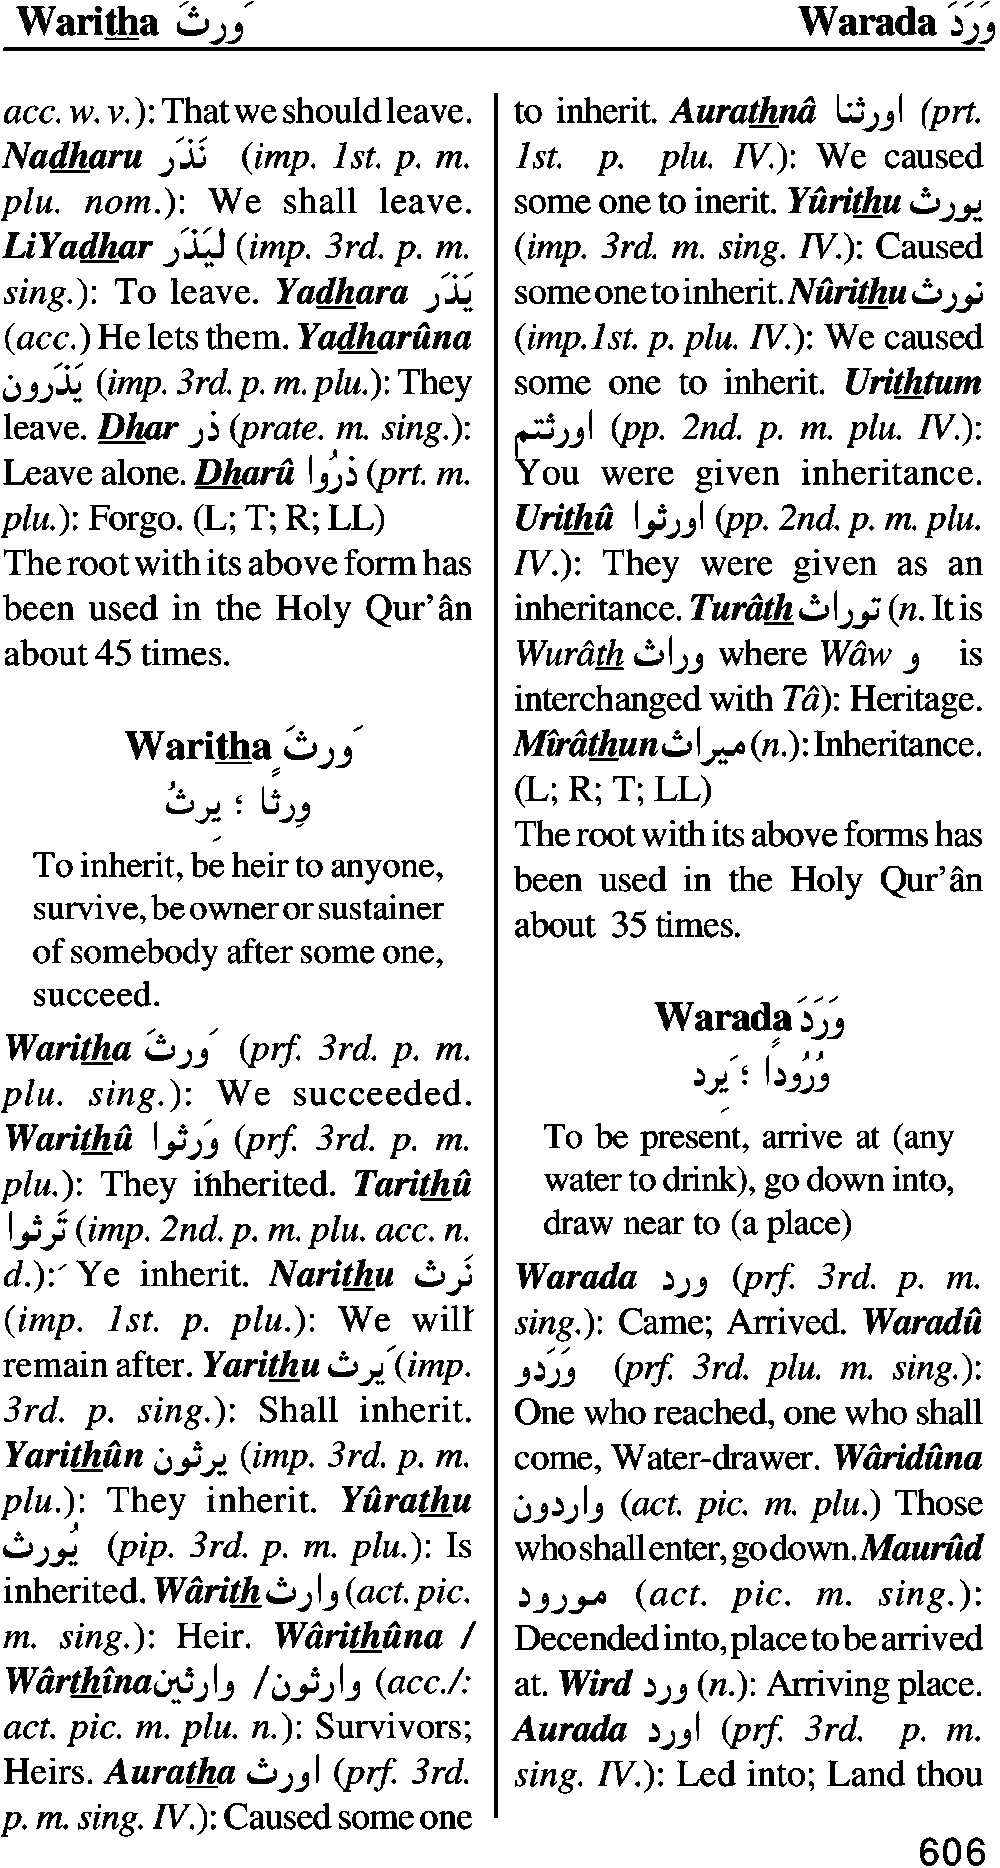 Waritha وَرثَ
Warada وَرَدَ
acc. w. v.): That we should leave.
Nadharu نَذَر (imp. 1st. p. m.
plu. nom.): We shall leave.
LiYadhar لیَذَر (imp. 3rd. p. m.
sing.): To leave. Yadhara یَذَر
(acc.) He lets them. Yadharûna
یَذَرون (imp. 3rd. p. m. plu.): They
leave. Dhar ذر (prate. m. sing.):
Leave alone. Dharû ذرُوا (prt. m.
plu.): Forgo. (L; T; R; LL)
The root with its above form has
been used in the Holy Qur’ân
about 45 times.
Waritha وَرثَ
وِرثًا ؛ یرِثُ
To inherit, be heir to anyone,
survive, be owner or sustainer
of somebody after some one,
succeed.
Waritha وَرثَ (prf. 3rd. p. m.
plu. sing.): We succeeded.
Warithû وَرثوا (prf. 3rd. p. m.
plu.): They inherited. Tarithû
تَرثوا (imp. 2nd. p. m. plu. acc. n.
d.): Ye inherit. Narithu نَرث
(imp. 1st. p. plu.): We will
remain after. Yarithu یَرث (imp.
3rd. p. sing.): Shall inherit.
Yarithûn یرثون (imp. 3rd. p. m.
plu.): They inherit. Yûrathu
یُورث (pip. 3rd. p. m. plu.): Is
inherited. Wârith وارث (act. pic.
m. sing.): Heir. Wârithûna /
Wârthîna وارثون/ وارثین (acc./:
act. pic. m. plu. n.): Survivors;
Heirs. Auratha اورث (prf. 3rd.
p. m. sing. IV.): Caused some one
to inherit. Aurathnâ اورثنا (prt.
1st. p. plu. IV.): We caused
some one to inerit. Yûrithu یورث
(imp. 3rd. m. sing. IV.): Caused
some one to inherit. Nûrithu نورث
(imp.1st. p. plu. IV.): We caused
some one to inherit. Urithtum
اورثتم (pp. 2nd. p. m. plu. IV.):
You were given inheritance.
Urithû اورثوا (pp. 2nd. p. m. plu.
IV.): They were given as an
inheritance. Turâth توراث (n. It is
Wurâth وراث where Wâw و is
interchanged with Tâ): Heritage.
Mîrâthun میراث (n.): Inheritance.
(L; R; T; LL)
The root with its above forms has
been used in the Holy Qur’ân
about 35 times.
Warada وَرَدَ
وُرُودًا ؛ یَرِد
To be present, arrive at (any
water to drink), go down into,
draw near to (a place)
Warada ورد (prf. 3rd. p. m.
sing.): Came; Arrived. Waradû
وَرَدو (prf. 3rd. plu. m. sing.):
One who reached, one who shall
come, Water-drawer. Wâridûna
واردون (act. pic. m. plu.) Those
who shall enter, go down. Maurûd
مورود (act. pic. m. sing.):
Decended into, place to be arrived
at. Wird ورد (n.): Arriving place.
Aurada اورد (prf. 3rd. p. m.
sing. IV.): Led into; Land thou
606